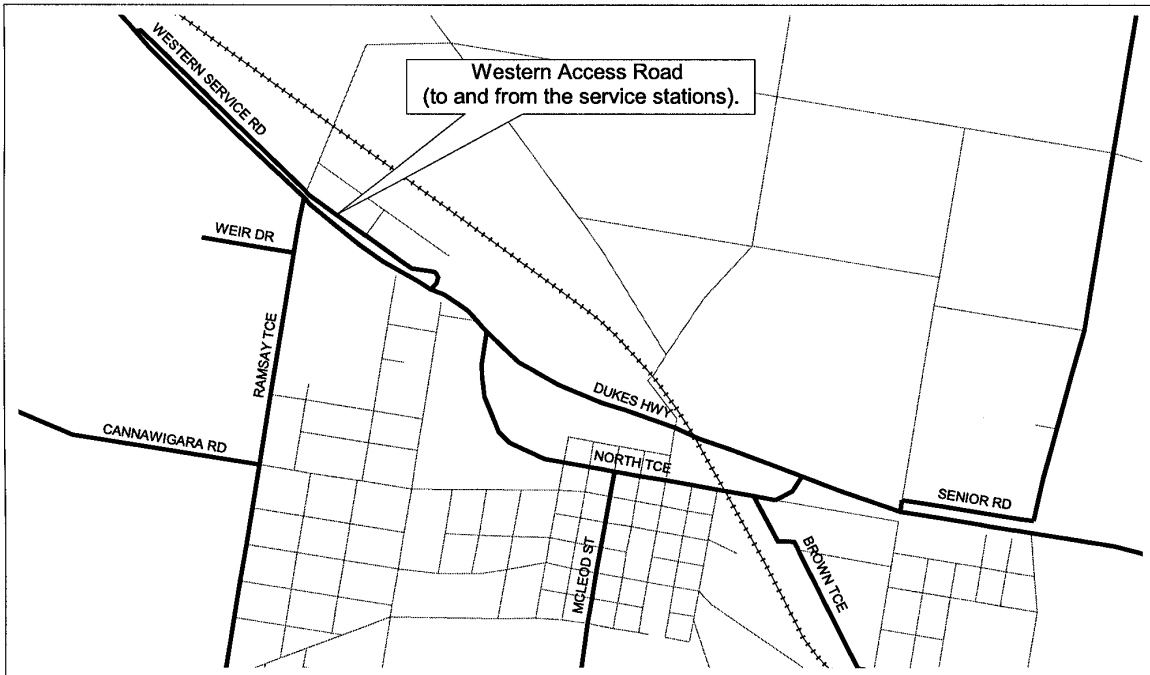 Western Access Road
(to and from the service stations).
WESTERN SERVICE RD
WEIR DR
RAMSAY TCE
CANNAWIGARA RD
DUKES HWY
NORTH TCE
MCLEOD ST
SENIOR RD
BROWN TCE